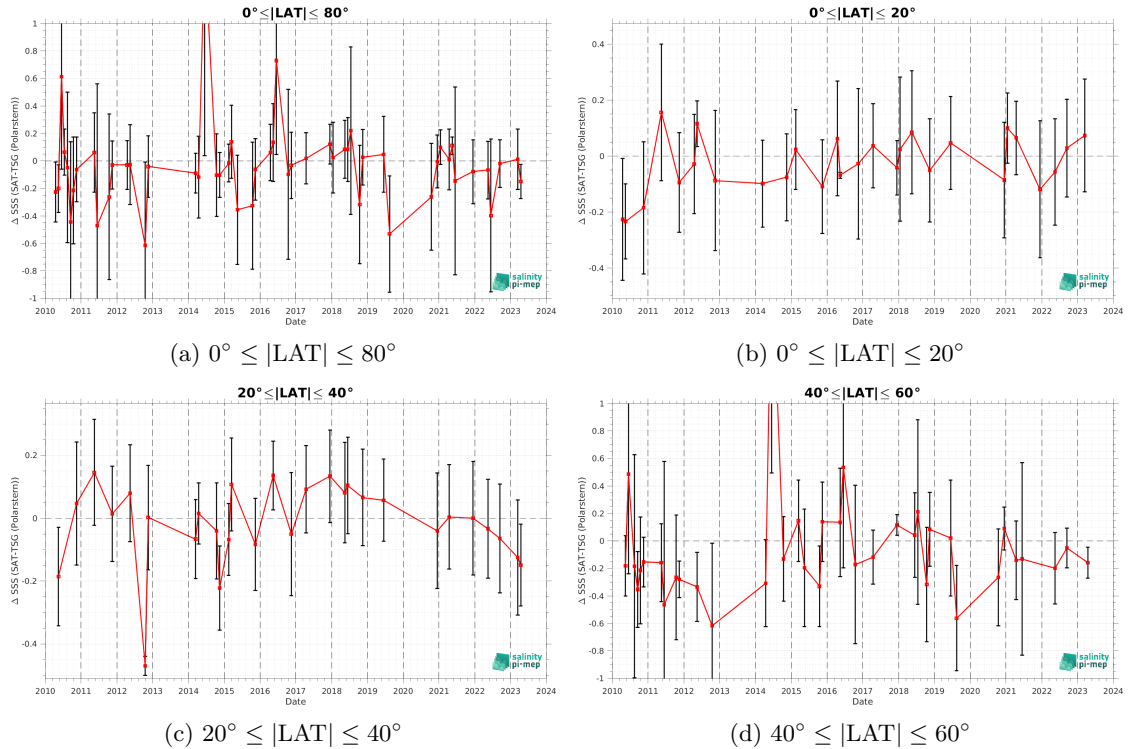 0°≤|LAT|≤ 80°
1
0.8
0.6
0.4
0.2
0
-0.2
-0.4
-0.6
-0.8
-1
Δ SSS (SAT-TSG (Polarstern))
2010 2011 2012 2013 2014 2015 2016 2017 2018 2019 2020 2021 2022 2023 2024
Date
salinity
pi-mep
(a) 0° ≤ |LAT| ≤ 80°
0°≤|LAT|≤ 20°
0.4
0.2
0
-0.2
-0.4
Δ SSS (SAT-TSG (Polarstern))
2010 2011 2012 2013 2014 2015 2016 2017 2018 2019 2020 2021 2022 2023 2024
Date
salinity
pi-mep
(b) 0° ≤ |LAT| ≤ 20°
20°≤|LAT|≤ 40°
0.2
0
-0.2
-0.4
Δ SSS (SAT-TSG (Polarstern))
2010 2011 2012 2013 2014 2015 2016 2017 2018 2019 2020 2021 2022 2023 2024
Date
salinity
pi-mep
(c) 20° ≤ |LAT| ≤ 40°
40°≤|LAT|≤ 60°
1
0.8
0.6
0.4
0.2
0
-0.2
-0.4
-0.6
-0.8
-1
Δ SSS (SAT-TSG (Polarstern))
2010 2011 2012 2013 2014 2015 2016 2017 2018 2019 2020 2021 2022 2023 2024
Date
salinity
pi-mep
(d) 40° ≤ |LAT| ≤ 60°